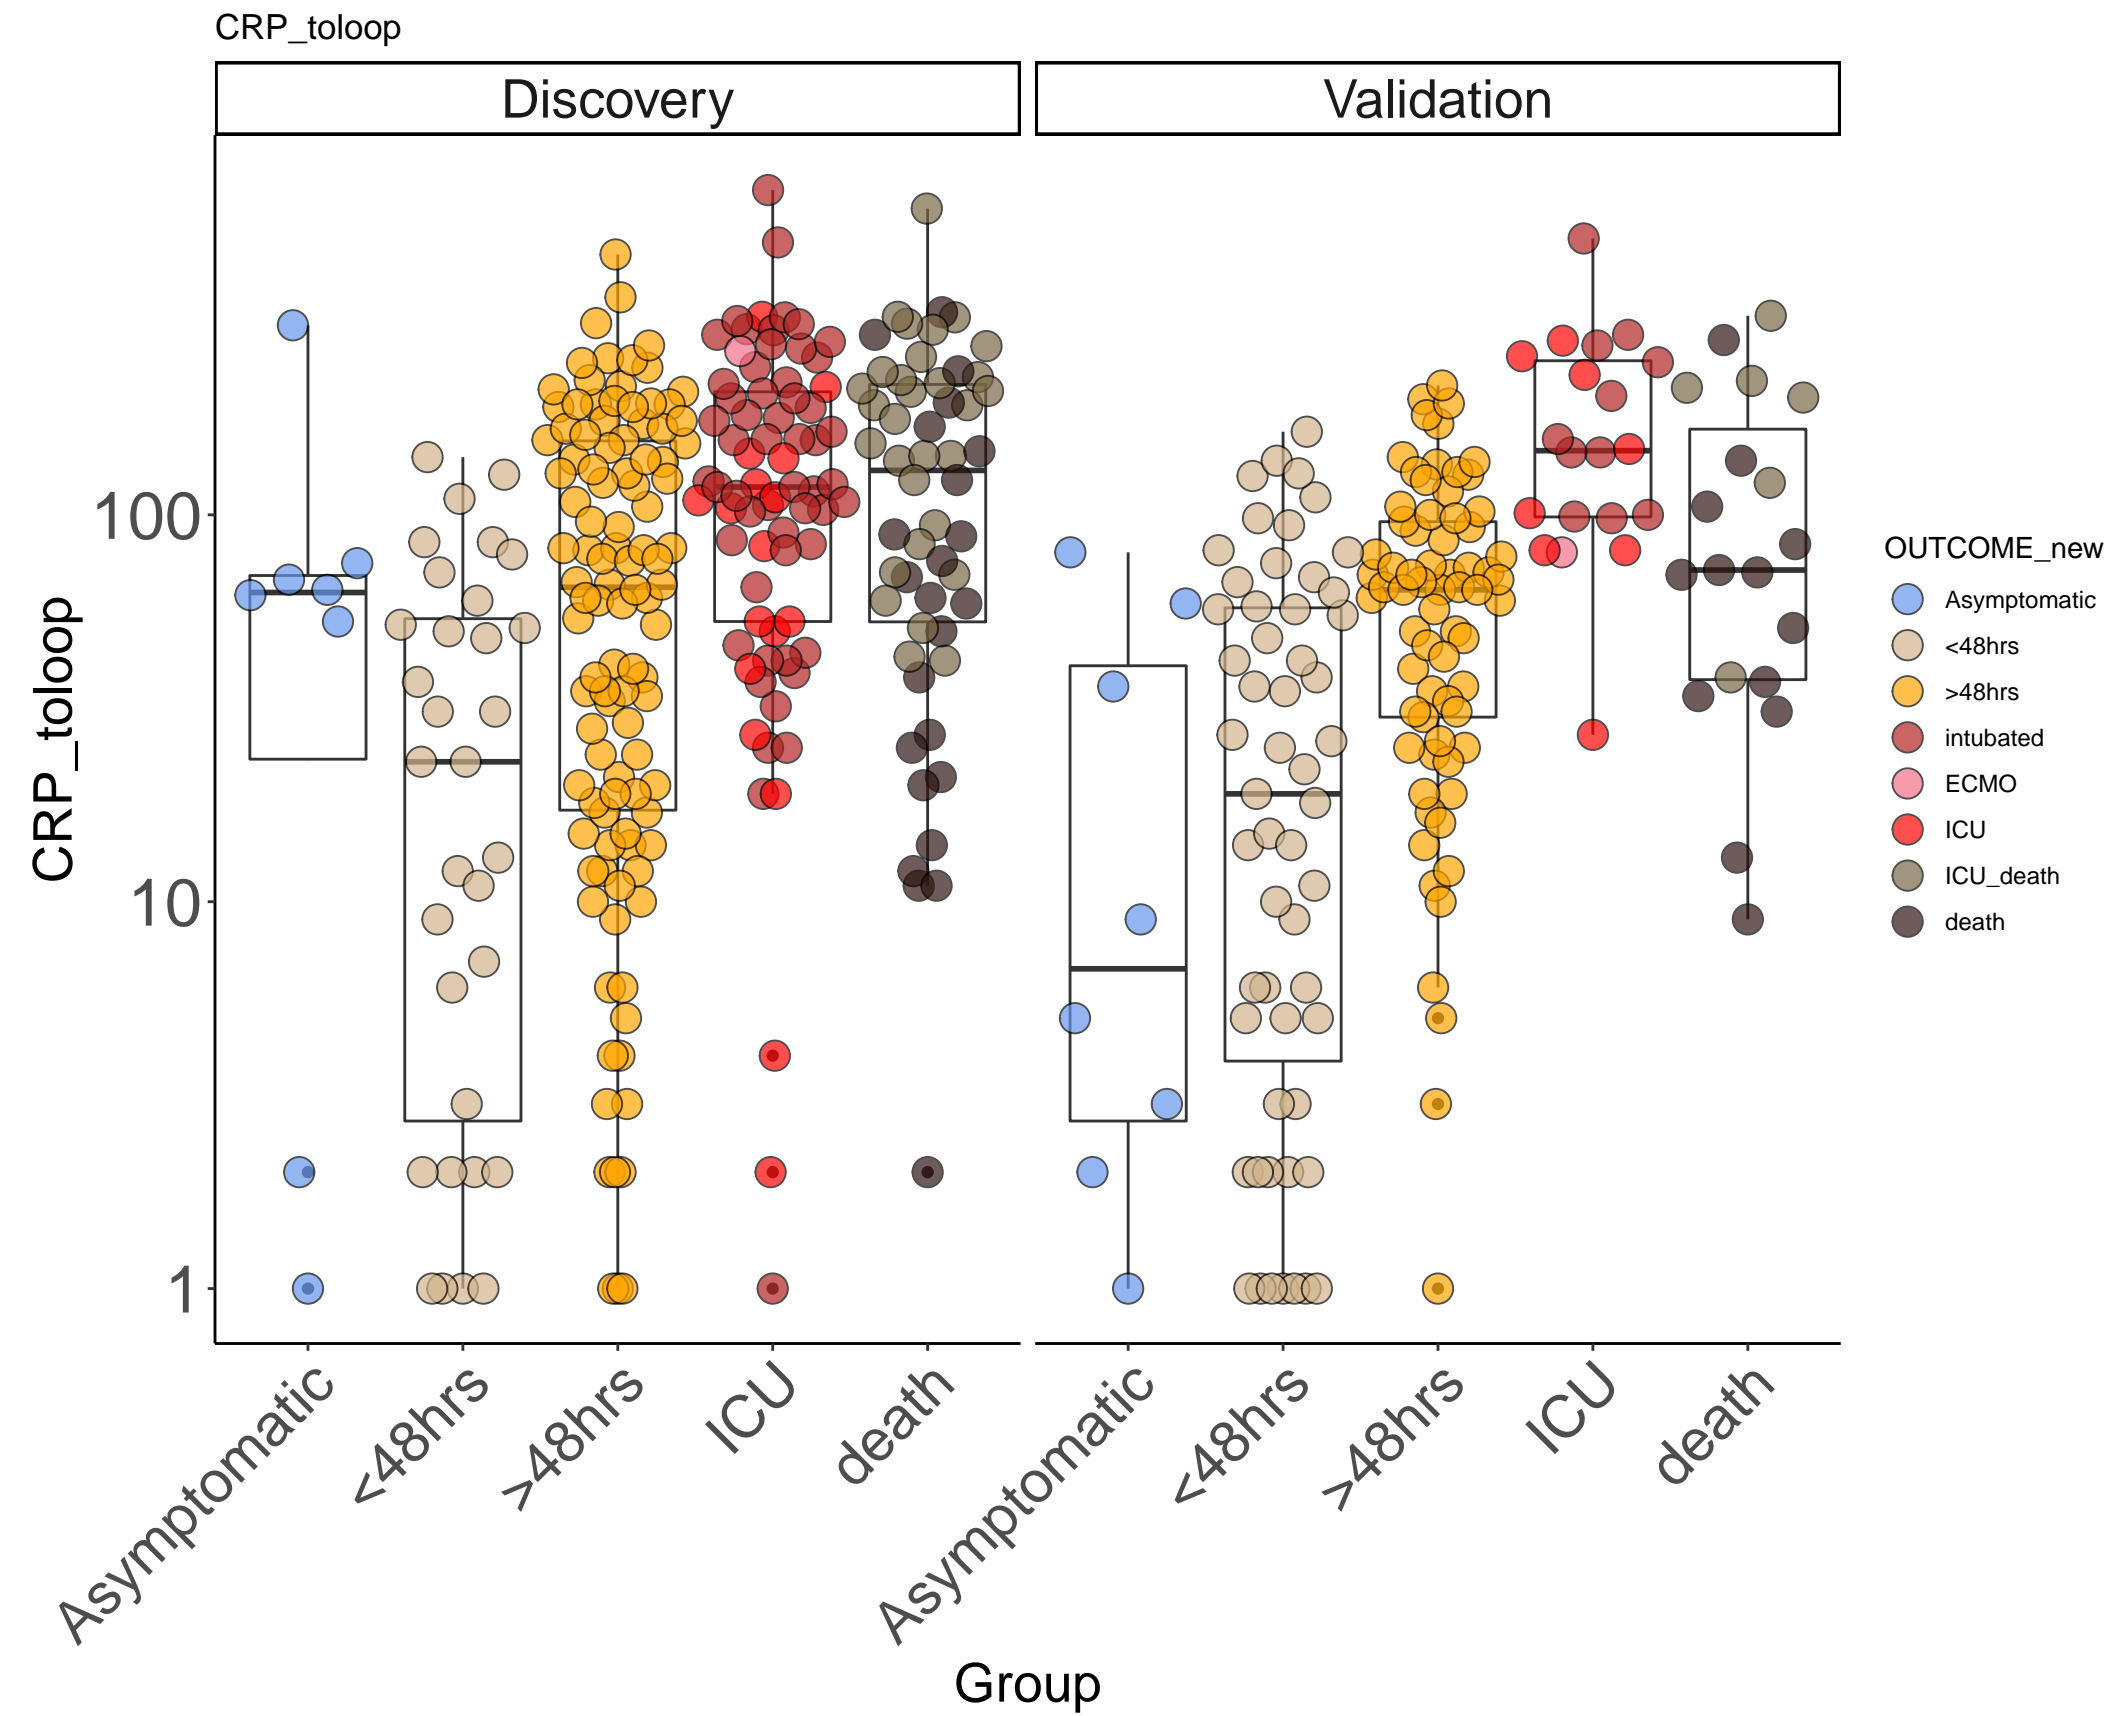 CRP_toloop
Discovery
Validation
CRP_toloop
100
10
1
Asymptomatic
<48hrs
>48hrs
ICU
death
Asymptomatic
<48hrs
>48hrs
ICU
death
Group
OUTCOME_new
Asymptomatic
<48hrs
>48hrs
intubated
ECMO
ICU
ICU_death
death